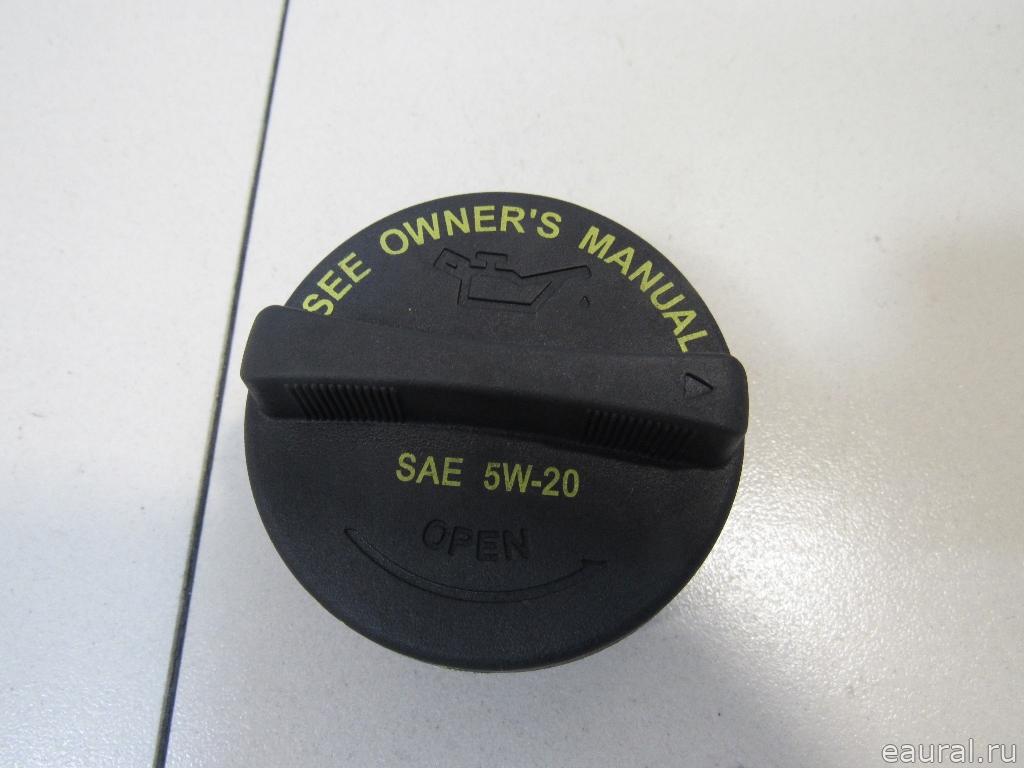 SEE OWNER'S MANUAL
SAE 5W-20
OPEN
eaural.ru